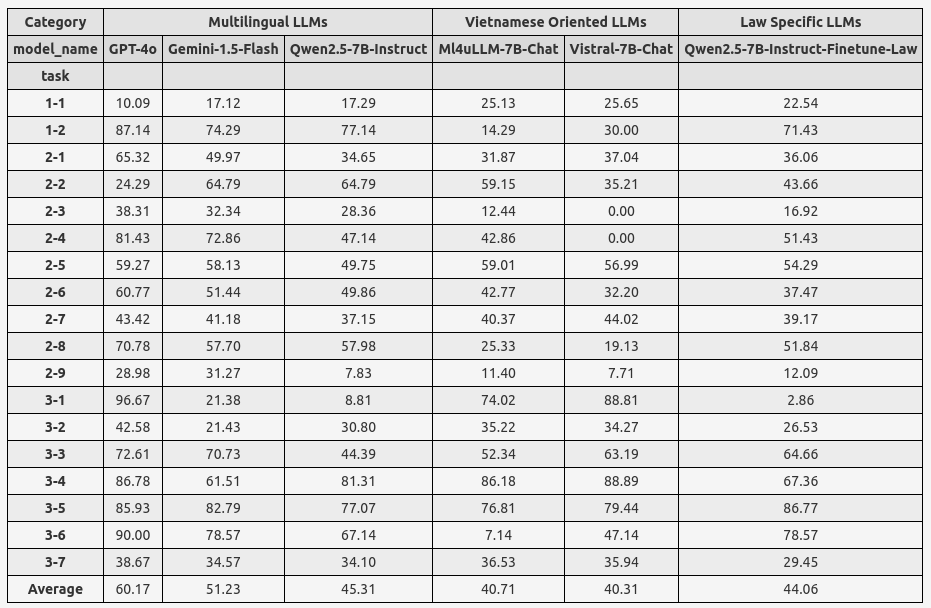 Category Multilingual LLMs Vietnamese Oriented LLMs Law Specific LLMs
model_name GPT-4o Gemini-1.5-Flash Qwen2.5-7B-Instruct Ml4uLLM-7B-Chat Vistral-7B-Chat Qwen2.5-7B-Instruct-Finetune-Law
task
1-1 10.09 17.12 17.29 25.13 25.65 22.54
1-2 87.14 74.29 77.14 14.29 30.00 71.43
2-1 65.32 49.97 34.65 31.87 37.04 36.06
2-2 24.29 64.79 64.79 59.15 35.21 43.66
2-3 38.31 32.34 28.36 12.44 0.00 16.92
2-4 81.43 72.86 47.14 42.86 0.00 51.43
2-5 59.27 58.13 49.75 59.01 56.99 54.29
2-6 60.77 51.44 49.86 42.77 32.20 37.47
2-7 43.42 41.18 37.15 40.37 44.02 39.17
2-8 70.78 57.70 57.98 25.33 19.13 51.84
2-9 28.98 31.27 7.83 11.40 7.71 12.09
3-1 96.67 21.38 8.81 74.02 88.81 2.86
3-2 42.58 21.43 30.80 35.22 34.27 26.53
3-3 72.61 70.73 44.39 52.34 63.19 64.66
3-4 86.78 61.51 81.31 86.18 88.89 67.36
3-5 85.93 82.79 77.07 76.81 79.44 86.77
3-6 90.00 78.57 67.14 7.14 47.14 78.57
3-7 38.67 34.57 34.10 36.53 35.94 29.45
Average 60.17 51.23 45.31 40.71 40.31 44.06